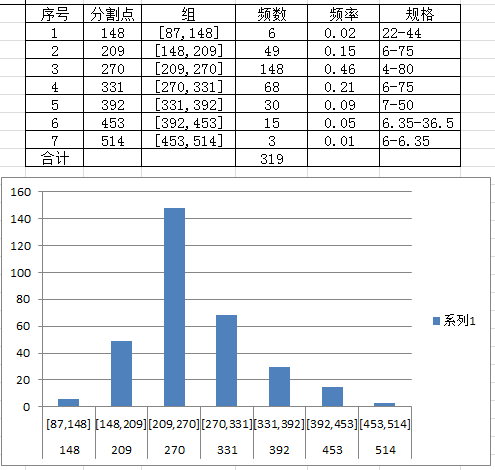 序号 分割点 组 频数 频率 规格
1 148 [87,148] 6 0.02 22-44
2 209 [148,209] 49 0.15 6-75
3 270 [209,270] 148 0.46 4-80
4 331 [270,331] 68 0.21 6-75
5 392 [331,392] 30 0.09 7-50
6 453 [392,453] 15 0.05 6.35-36.5
7 514 [453,514] 3 0.01 6-6.35
合计 319
160
140
120
100
80
60
40
20
0
系列1
[87,148] [148,209] [209,270] [270,331] [331,392] [392,453] [453,514]
148 209 270 331 392 453 514